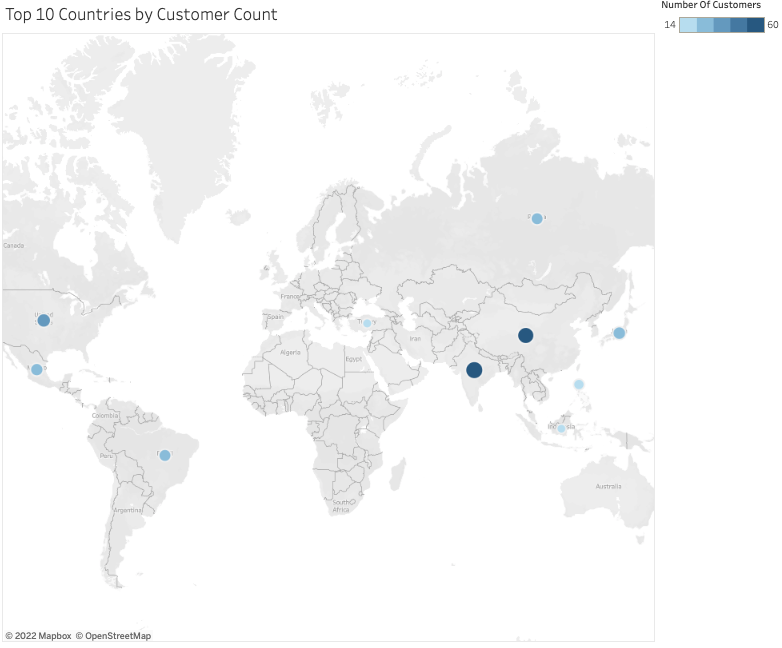 Top 10 Countries by Customer Count
Number Of Customers
14
60
Canada
France
Spain
Iran
Algeria
Egypt
Colombia
Peru
Argentina
South
Africa
Australia
© 2022 Mapbox © OpenStreetMap